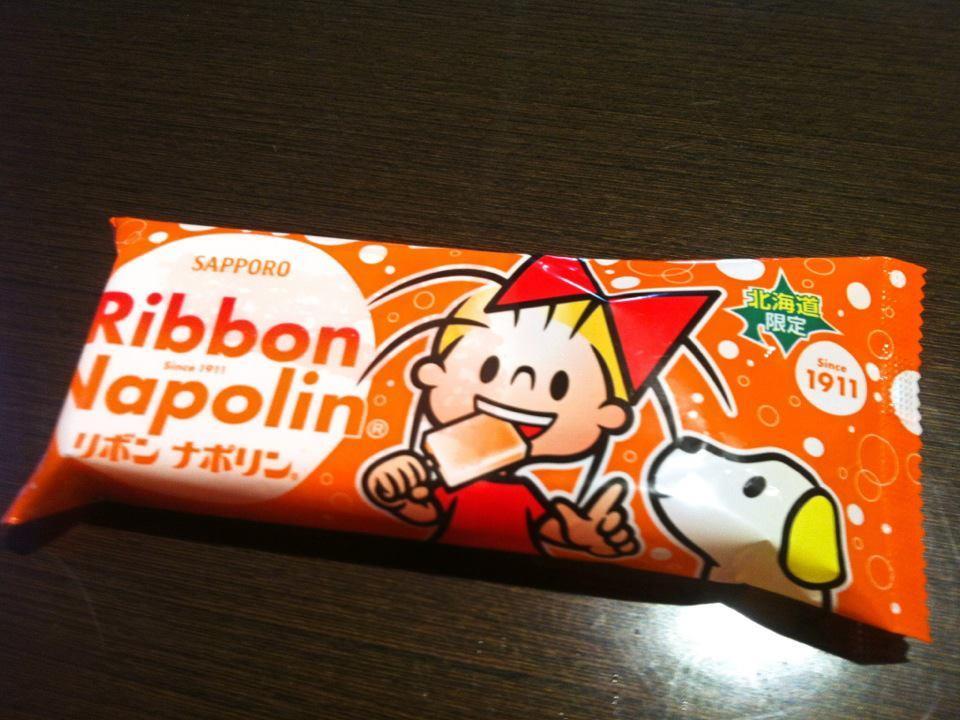 SAPPORO
Ribbon
Since 1911
Napolin®
リボン ナポリン®
北海道
限定
Since
1911